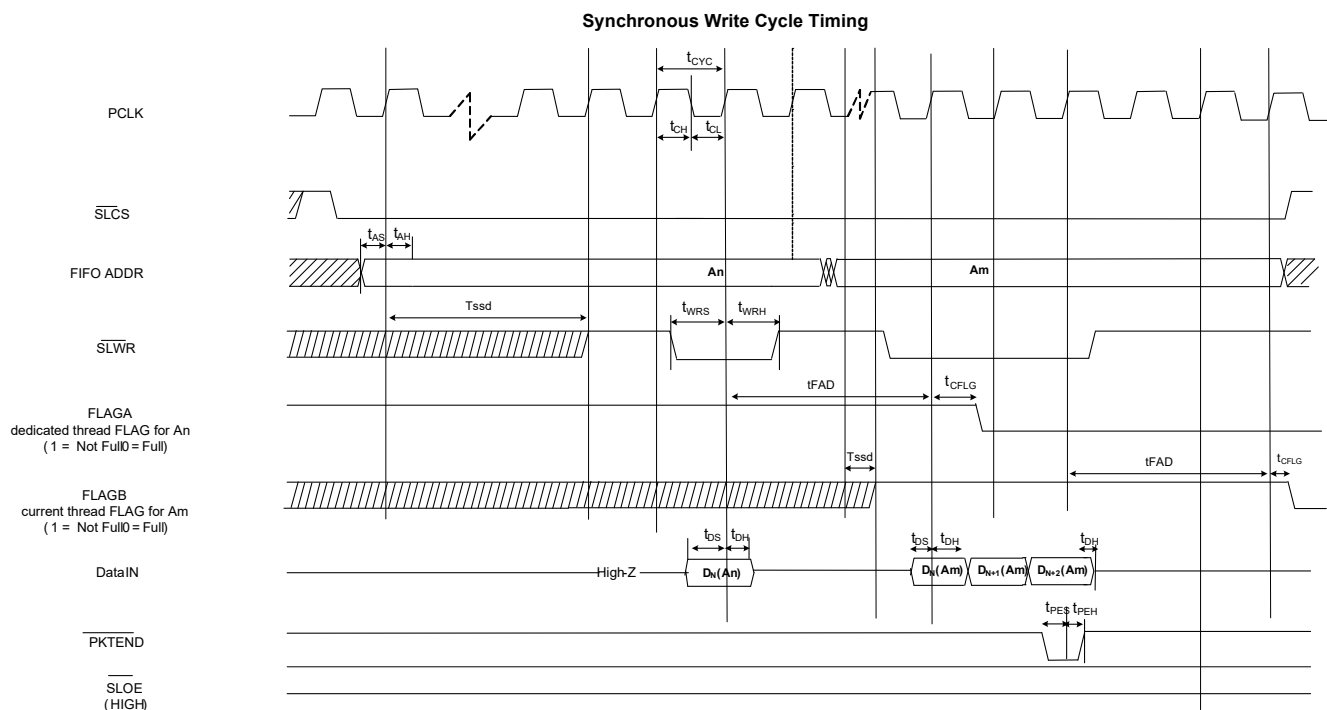 Synchronous Write Cycle Timing
tCYC
PCLK
tCH
tCL
SLCS
tAS
tAH
FIFO ADDR
An
Am
Tssd
tWRS
tWRH
SLWR
tFAD
tCFLG
FLAGA
dedicated thread FLAG for An
( 1 = Not Full0 = Full)
Tssd
tFAD
tCFLG
FLAGB
current thread FLAG for Am
( 1 = Not Full0 = Full)
tDS
tDH
tDS
tDH
tDH
DataIN
High-Z
DN(An)
DN(Am)
DN+1(Am)
DN+2(Am)
tPES
tPEH
PKTEND
SLOE
(HIGH)